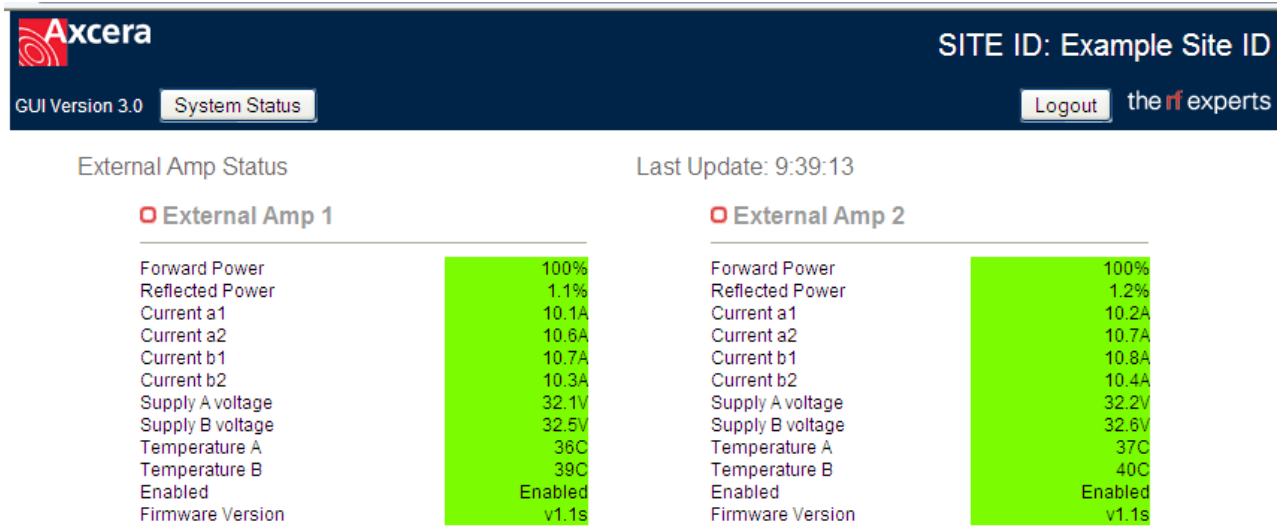 Axcera
SITE ID: Example Site ID
GUI Version 3.0 System Status Logout the rf experts
External Amp Status Last Update: 9:39:13
External Amp 1
Forward Power 100%
Reflected Power 1.1%
Current a1 10.1A
Current a2 10.6A
Current b1 10.7A
Current b2 10.3A
Supply A voltage 32.1V
Supply B voltage 32.5V
Temperature A 36C
Temperature B 39C
Enabled Enabled
Firmware Version v1.1s
External Amp 2
Forward Power 100%
Reflected Power 1.2%
Current a1 10.2A
Current a2 10.7A
Current b1 10.8A
Current b2 10.4A
Supply A voltage 32.2V
Supply B voltage 32.6V
Temperature A 37C
Temperature B 40C
Enabled Enabled
Firmware Version v1.1s